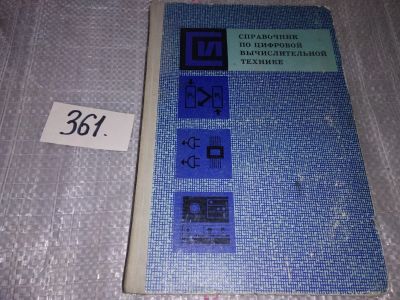 СПРАВОЧНИК
ПО ЦИФРОВОЙ
ВЫЧИСЛИТЕЛЬНОЙ
ТЕХНИКЕ
361.